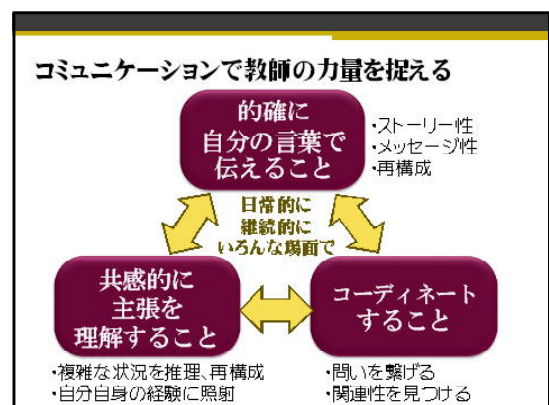 コミュニケーションで教師の力量を捉える
的確に
自分の言葉で
伝えること
・ストーリー性
・メッセージ性
・再構成
日常的に
継続的に
いろんな場面で
共感的に
主張を
理解すること
コーディネート
すること
・複雑な状況を推理、再構成
・自分自身の経験に照射
・問いを繋げる
・関連性を見つける